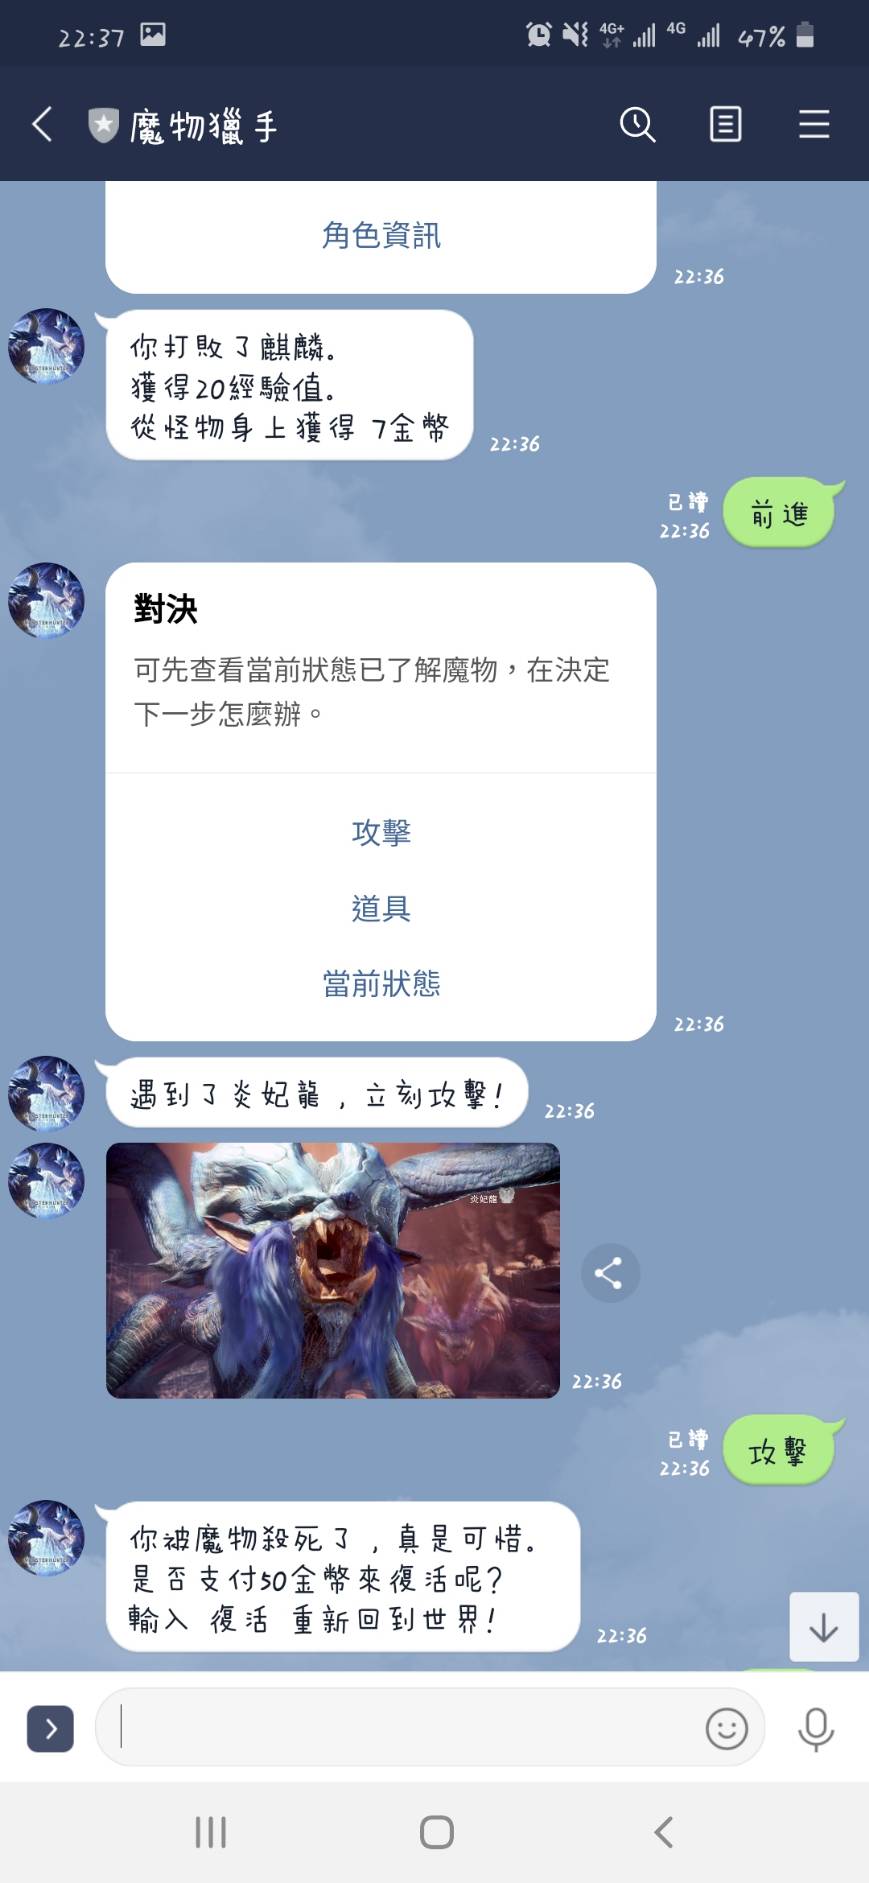 22:37
4G+
4G
47%
魔物獵手
角色資訊
22:36
你打敗了麒麟。
獲得20經驗值。
從怪物身上獲得 7金幣
22:36
已讀
22:36
前進
對決
可先查看當前狀態已了解魔物，在決定
下一步怎麼辦。
攻擊
道具
當前狀態
22:36
遇到了炎妃龍，立刻攻擊!
22:36
炎妃龍
22:36
已讀
22:36
攻擊
你被魔物殺死了，真是可惜。
是否支付50金幣來復活呢?
輸入 復活 重新回到世界!
22:36